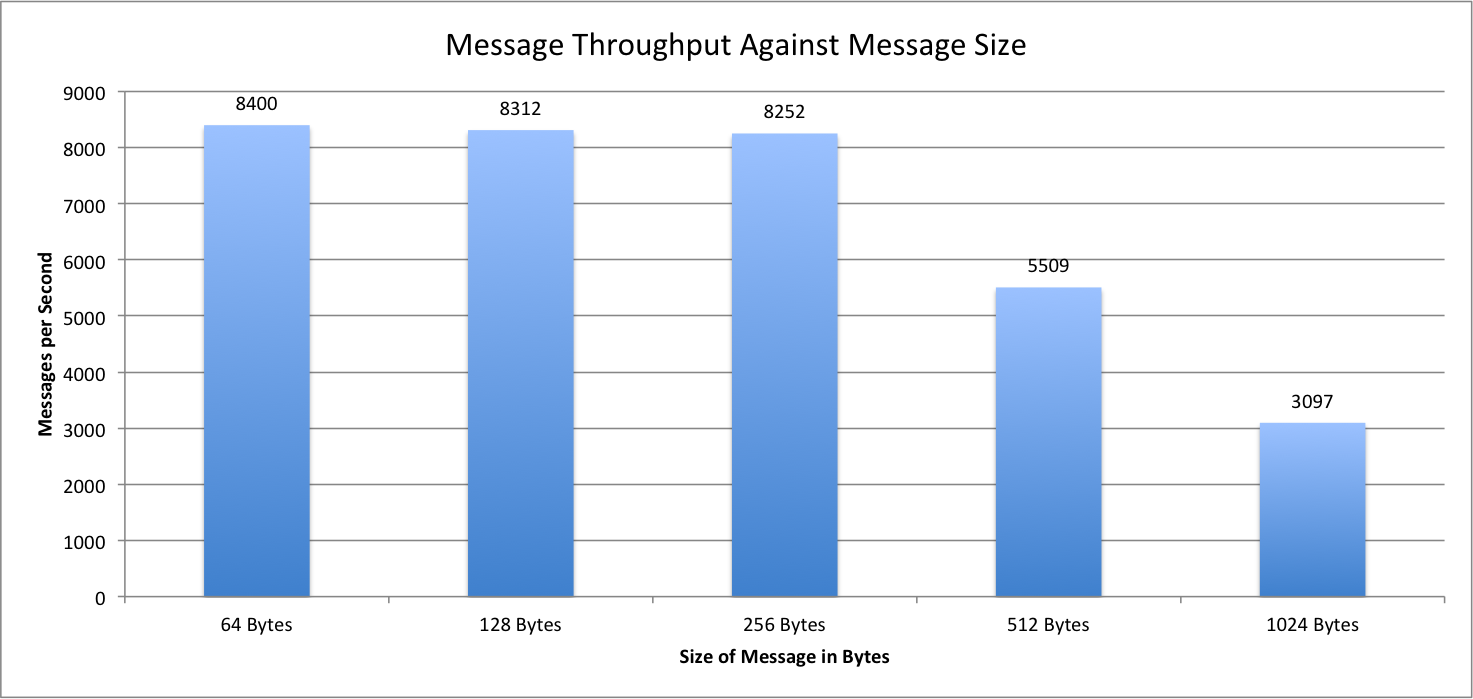 Message Throughput Against Message Size
9000
8000
7000
6000
5000
4000
3000
2000
1000
0
Messages per Second
8400
8312
8252
5509
3097
64 Bytes
128 Bytes
256 Bytes
512 Bytes
1024 Bytes
Size of Message in Bytes